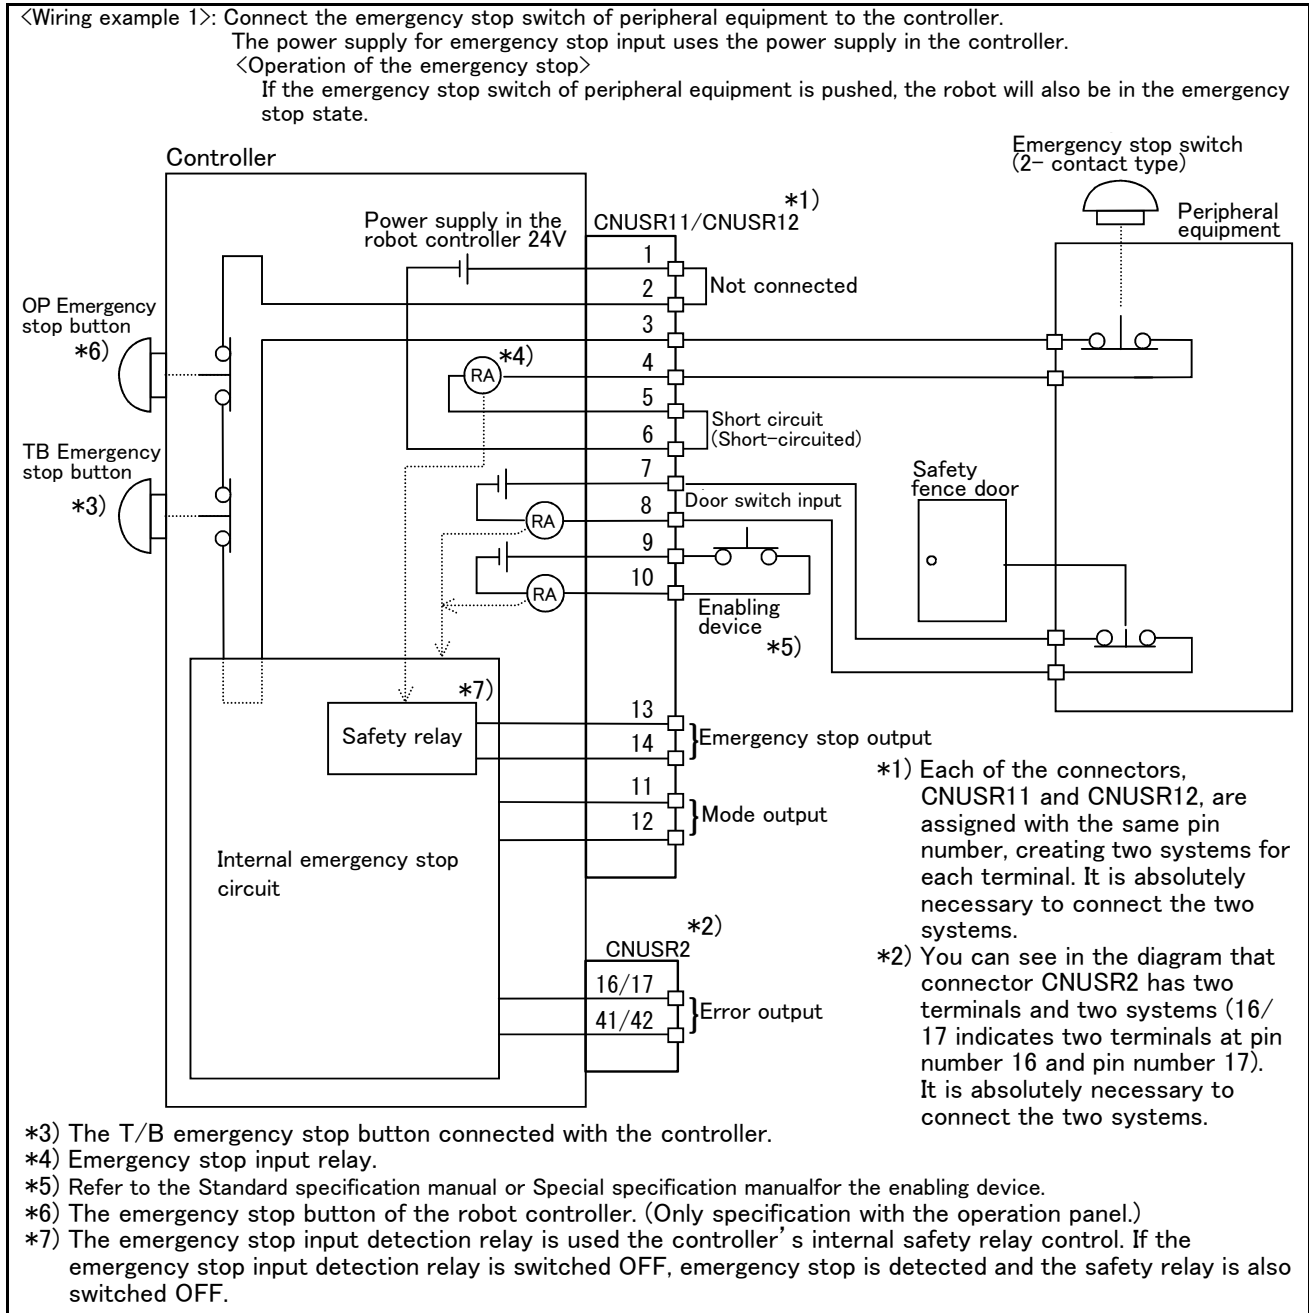 <Wiring example 1>: Connect the emergency stop switch of peripheral equipment to the controller.
The power supply for emergency stop input uses the power supply in the controller.
<Operation of the emergency stop>
If the emergency stop switch of peripheral equipment is pushed, the robot will also be in the emergency
stop state.
Controller
Emergency stop switch
(2- contact type)
*1)
Power supply in the
robot controller 24V
CNUSR11/CNUSR12
Peripheral
equipment
1
2
Not connected
OP Emergency
stop button
*6)
3
*4)
RA
4
5
Short circuit
(Short-circuited)
6
TB Emergency
stop button
*3)
7
Door switch input
Safety
fence door
8
RA
9
10
RA
Enabling
device
*5)
*7)
Safety relay
13
14
Emergency stop output
11
12
Mode output
Internal emergency stop
circuit
*2)
CNUSR2
16/17
41/42
Error output
*1) Each of the connectors,
CNUSR11 and CNUSR12, are
assigned with the same pin
number, creating two systems for
each terminal. It is absolutely
necessary to connect the two
systems.
*2) You can see in the diagram that
connector CNUSR2 has two
terminals and two systems (16/
17 indicates two terminals at pin
number 16 and pin number 17).
It is absolutely necessary to
connect the two systems.
*3) The T/B emergency stop button connected with the controller.
*4) Emergency stop input relay.
*5) Refer to the Standard specification manual or Special specification manualfor the enabling device.
*6) The emergency stop button of the robot controller. (Only specification with the operation panel.)
*7) The emergency stop input detection relay is used the controller's internal safety relay control. If the
emergency stop input detection relay is switched OFF, emergency stop is detected and the safety relay is also
switched OFF.